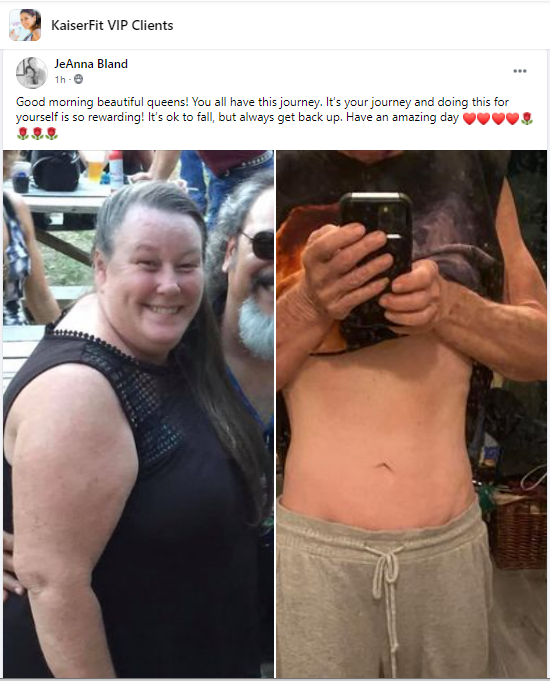 KaiserFit VIP Clients
JeAnna Bland
1h ·
Good morning beautiful queens! You all have this journey. It's your journey and doing this for
yourself is so rewarding! It's ok to fall, but always get back up. Have an amazing day ❤️❤️❤️❤️🌹
🌹🌹🌹